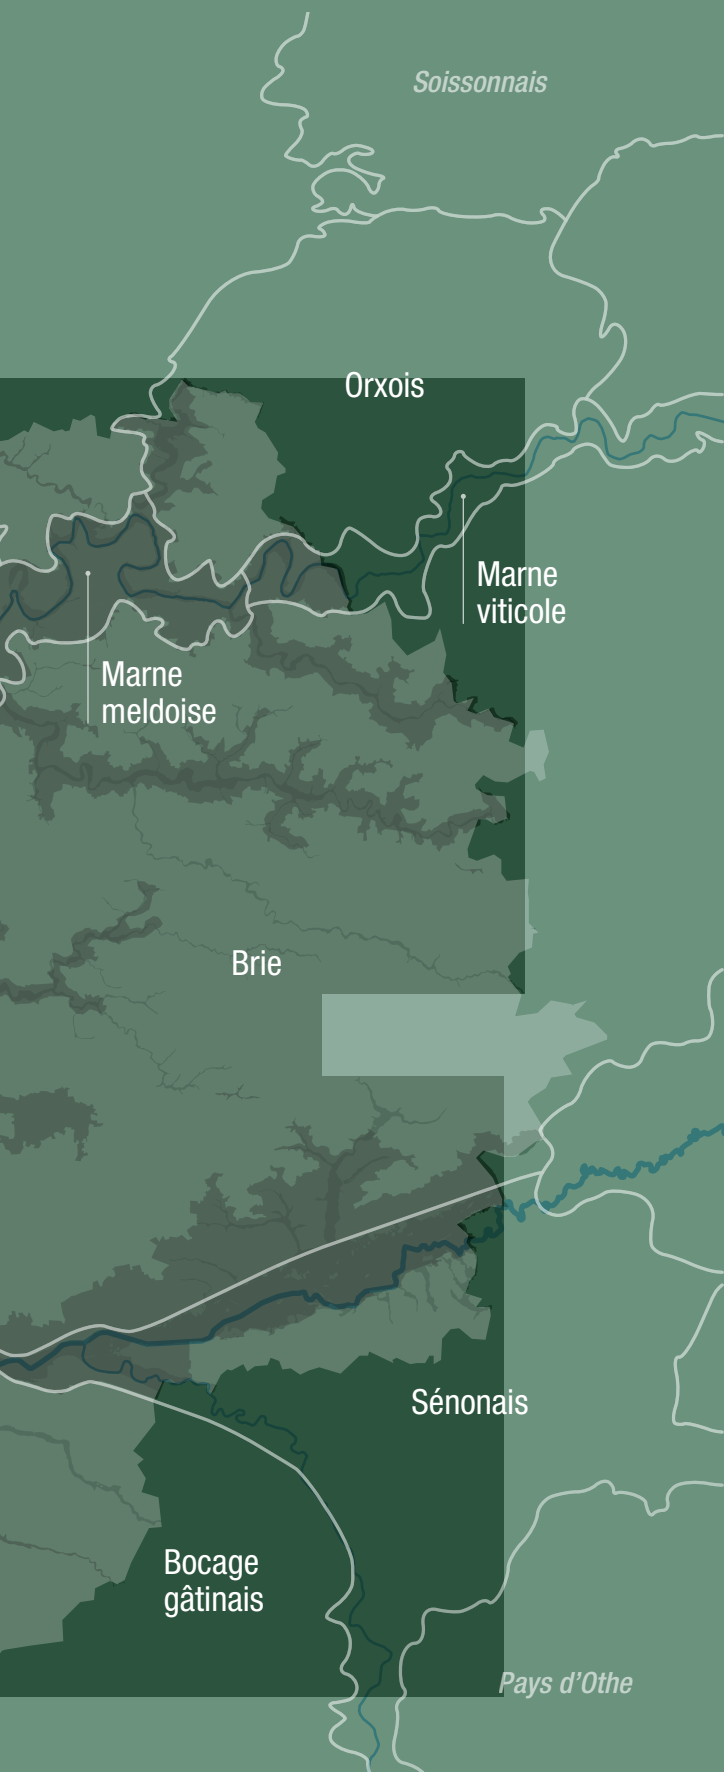 Soissonnais
Orxois
Marne
viticole
Marne
meldoise
Brie
Sénonais
Bocage
gâtinais
Pays d’Othe